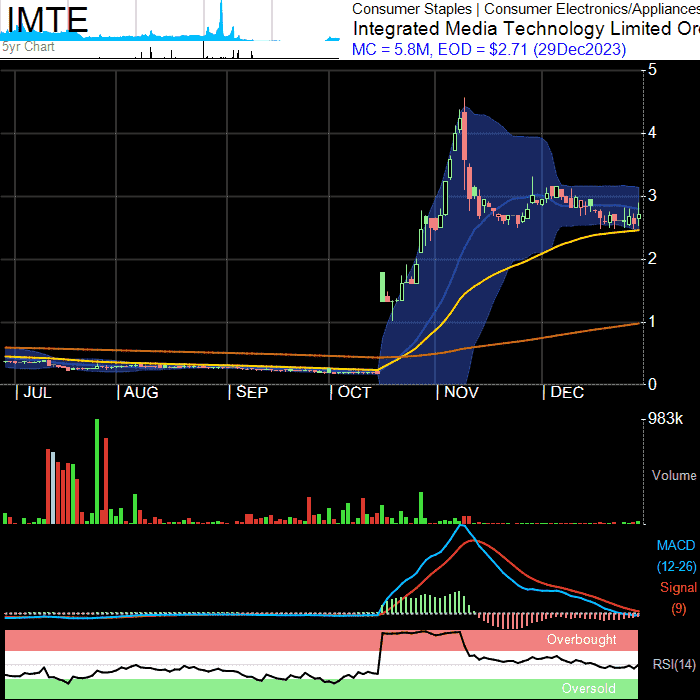 IMTE
5yr Chart
Consumer Staples | Consumer Electronics/Appliances
Integrated Media Technology Limited Or
MC = 5.8M, EOD = $2.71 (29Dec2023)
5
4
3
2
1
0
JUL AUG SEP OCT NOV DEC
983k
Volume
MACD
(12-26)
Signal
(9)
Overbought
RSI(14)
Oversold